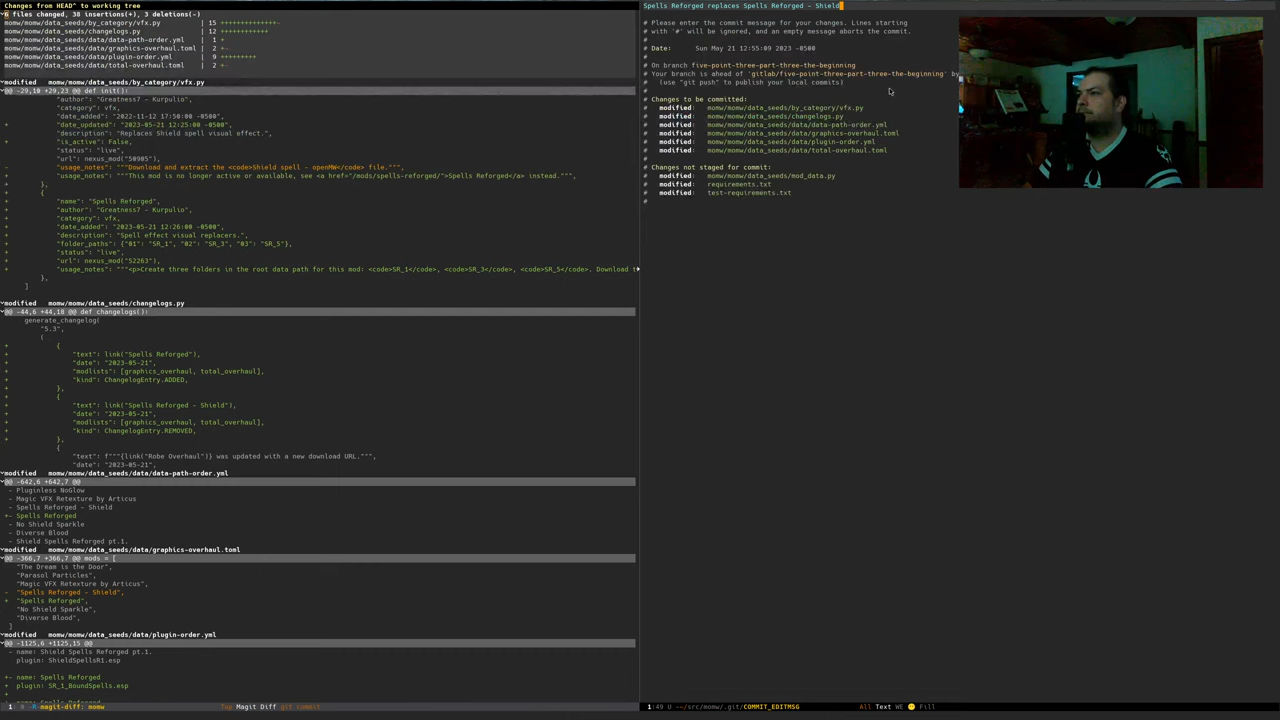 Changes from HEAD^ to working tree
6 files changed, 38 insertions(+), 3 deletions(-)
momw/momw/data_seeds/by_category/vfx.py | 15 ++++++++++++++-
momw/momw/data_seeds/changelogs.py | 12 ++++++++++++
momw/momw/data_seeds/data/data-path-order.yml | 1 +
momw/momw/data_seeds/data/graphics-overhaul.toml | 2 +-
momw/momw/data_seeds/data/plugin-order.yml | 9 +++++++++
momw/momw/data_seeds/data/total-overhaul.toml | 2 +-
modified momw/momw/data_seeds/by_category/vfx.py
@@ -29,10 +29,23 @@ def init():
"author": "Greatness7 - Kurpulio",
"category": vfx,
"date_added": "2022-11-12 17:50:00 -0500",
+ "date_updated": "2023-05-21 12:25:00 -0500",
"description": "Replaces Shield spell visual effect.",
+ "is_active": False,
"status": "live",
"url": nexus_mod("50905"),
- "usage_notes": """Download and extract the <code>Shield spell - openMW</code> file.""",
+ "usage_notes": """This mod is no longer active or available, see <a href="/mods/spells-reforged/">Spells Reforged</a> instead.""",
+ },
+ {
+ "name": "Spells Reforged",
+ "author": "Greatness7 - Kurpulio",
+ "category": vfx,
+ "date_added": "2023-05-21 12:26:00 -0500",
+ "description": "Spell effect visual replacers.",
+ "folder_paths": {"01": "SR_1", "02": "SR_3", "03": "SR_5"},
+ "status": "live",
+ "url": nexus_mod("52263"),
+ "usage_notes": """<p>Create three folders in the root data path for this mod: <code>SR_1</code>, <code>SR_3</code>, <code>SR_5</code>. Download t
},
]
modified momw/momw/data_seeds/changelogs.py
@@ -44,6 +44,18 @@ def changelogs():
generate_changelog(
"5.3",
(
+ {
+ "text": link("Spells Reforged"),
+ "date": "2023-05-21",
+ "modlists": [graphics_overhaul, total_overhaul],
+ "kind": ChangelogEntry.ADDED,
+ },
+ {
+ "text": link("Spells Reforged - Shield"),
+ "date": "2023-05-21",
+ "modlists": [graphics_overhaul, total_overhaul],
+ "kind": ChangelogEntry.REMOVED,
+ },
{
"text": f"""{link("Robe Overhaul")} was updated with a new download URL.""",
"date": "2023-05-21",
modified momw/momw/data_seeds/data/data-path-order.yml
@@ -642,6 +642,7 @@
- Pluginless NoGlow
- Magic VFX Retexture by Articus
- Spells Reforged - Shield
+- Spells Reforged
- No Shield Sparkle
- Diverse Blood
- Shield Spells Reforged pt.1.
modified momw/momw/data_seeds/data/graphics-overhaul.toml
@@ -366,7 +366,7 @@ mods = [
"The Dream is the Door",
"Parasol Particles",
"Magic VFX Retexture by Articus",
- "Spells Reforged - Shield",
+ "Spells Reforged",
"No Shield Sparkle",
"Diverse Blood",
]
modified momw/momw/data_seeds/data/plugin-order.yml
@@ -1125,6 +1125,15 @@
- name: Shield Spells Reforged pt.1.
plugin: ShieldSpellsR1.esp
+- name: Spells Reforged
+ plugin: SR_1_BoundSpells.esp
+
magit-diff: momw
Tap: Magit Diff git commit
Spells Reforged replaces Spells Reforged - Shield
# Please enter the commit message for your changes. Lines starting
# with '#' will be ignored, and an empty message aborts the commit.
#
# Date: Sun May 21 12:55:09 2023 -0500
#
# On branch five-point-three-part-three-the-beginning
# Your branch is ahead of 'gitlab/five-point-three-part-three-the-beginning' by
# (use "git push" to publish your local commits)
#
# Changes to be committed:
# modified: momw/momw/data_seeds/by_category/vfx.py
# modified: momw/momw/data_seeds/changelogs.py
# modified: momw/momw/data_seeds/data/data-path-order.yml
# modified: momw/momw/data_seeds/data/graphics-overhaul.toml
# modified: momw/momw/data_seeds/data/plugin-order.yml
# modified: momw/momw/data_seeds/data/total-overhaul.toml
#
# Changes not staged for commit:
# modified: momw/momw/data_seeds/mod_data.py
# modified: requirements.txt
# modified: test-requirements.txt
#
1:49 U ~/src/momw/.git/COMMIT_EDITMSG
All Text WE Fill